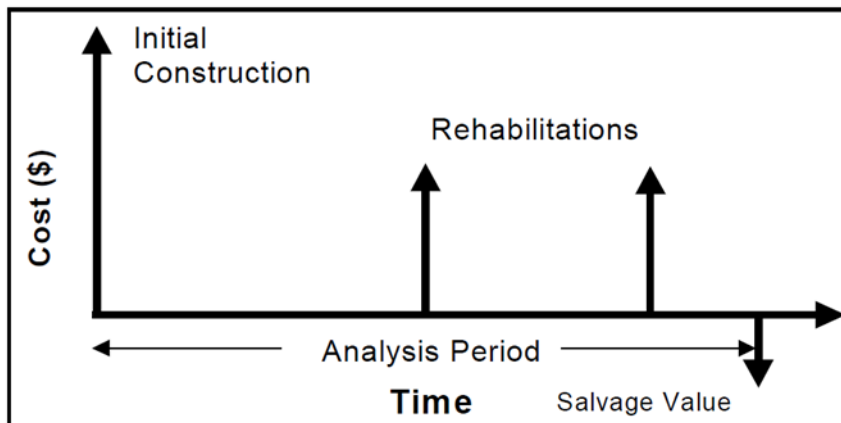 Initial
Construction
Rehabilitations
Cost ($)
Analysis Period
Time
Salvage Value